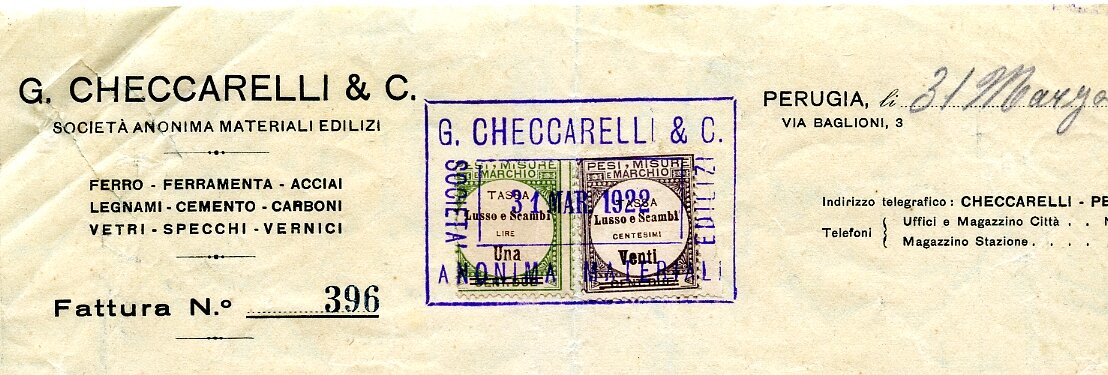 G. CHECCARELLI & C.
SOCIETÀ ANONIMA MATERIALI EDILIZI
FERRO - FERRAMENTA - ACCIAI
LEGNAMI - CEMENTO - CARBONI
VETRI - SPECCHI - VERNICI
Fattura N.o 396
G. CHECCARELLI & C.
SOCIETÀ
ANONIMA MATERIALI
EDILIZI
31 MAR. 1922
PESI, MISURE
E MARCHIO
TASSA
Lusso e Scambi
LIRE
Una
PESI, MISURE
E MARCHIO
TASSA
Lusso e Scambi
CENTESIMI
Venti
PERUGIA, li 31 Marzo
VIA BAGLIONI, 3
Indirizzo telegrafico: CHECCARELLI - PE
Telefoni { Uffici e Magazzino Città . . N
Magazzino Stazione . . . .